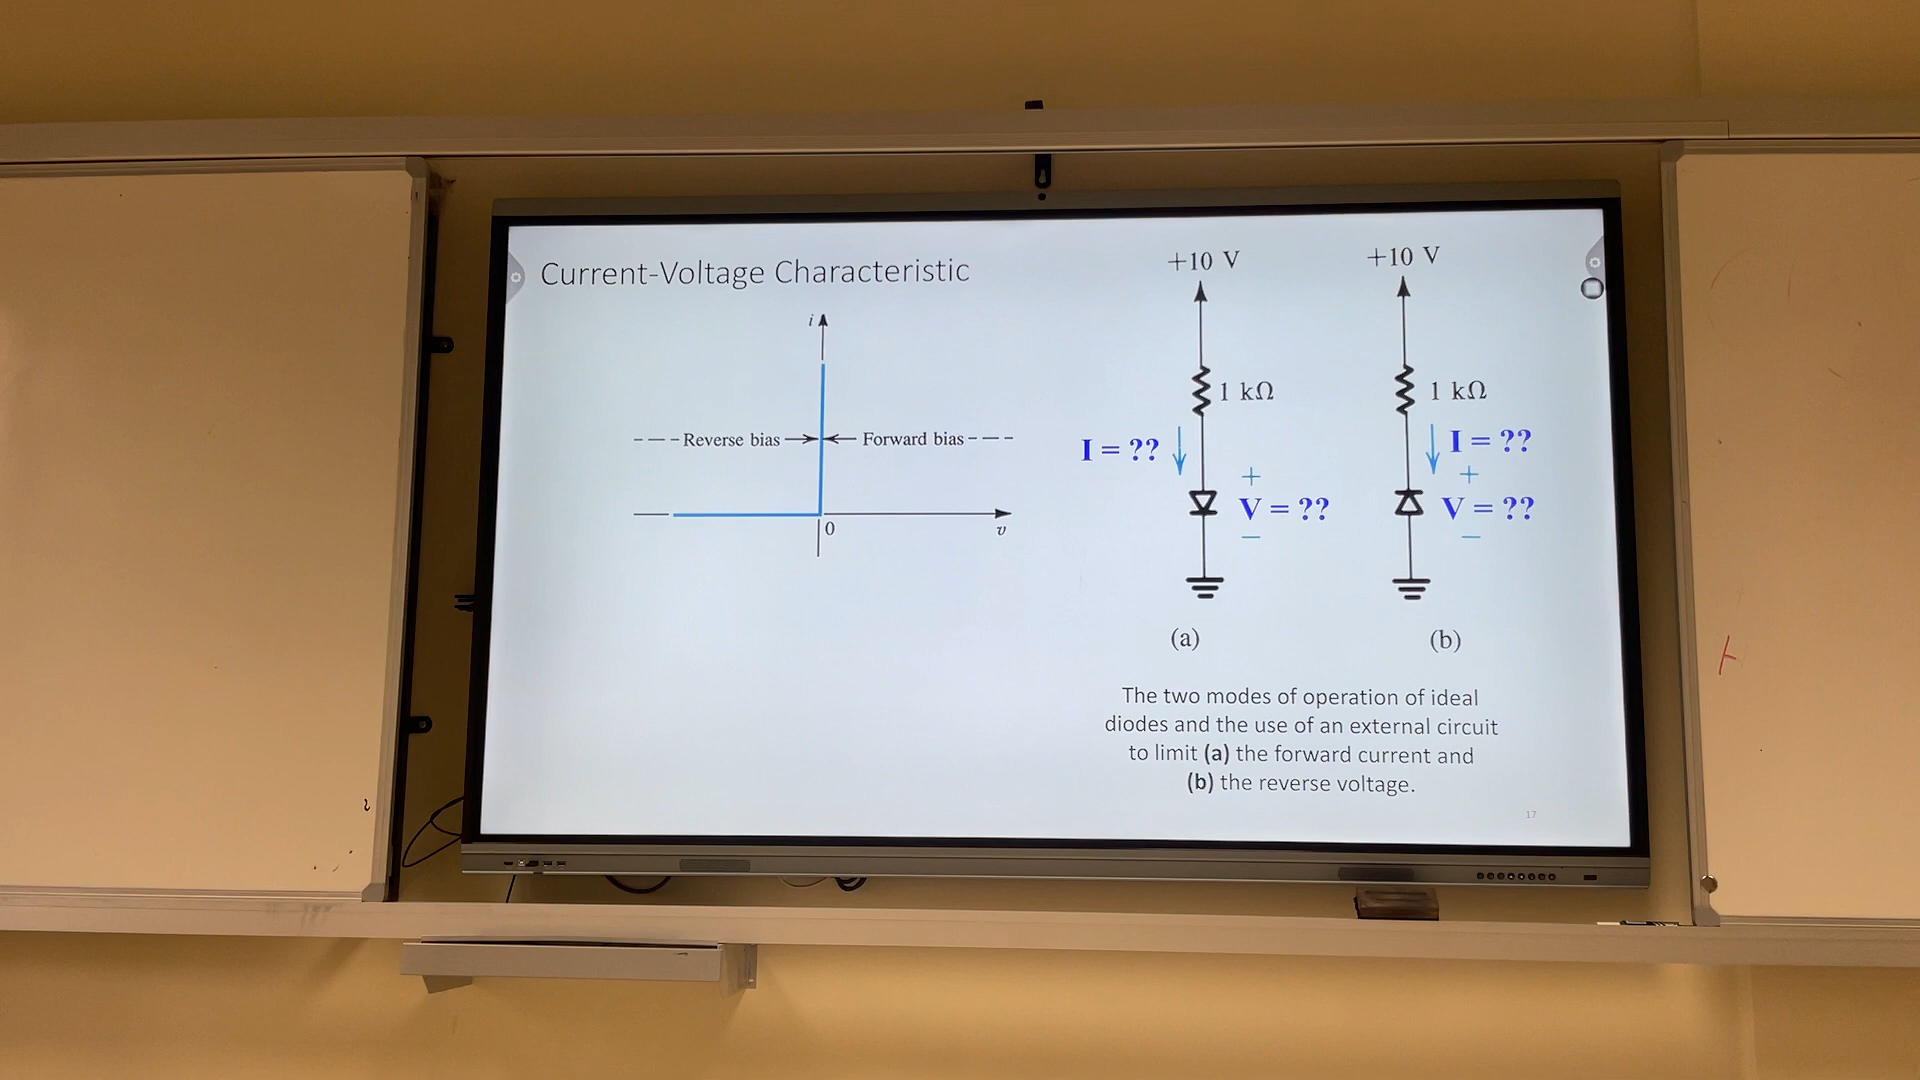 Current-Voltage Characteristic
i
Reverse bias
Forward bias
0
v
+10 V
1 kΩ
I = ??
+
V = ??
−
(a)
+10 V
1 kΩ
I = ??
+
V = ??
−
(b)
The two modes of operation of ideal
diodes and the use of an external circuit
to limit (a) the forward current and
(b) the reverse voltage.
17